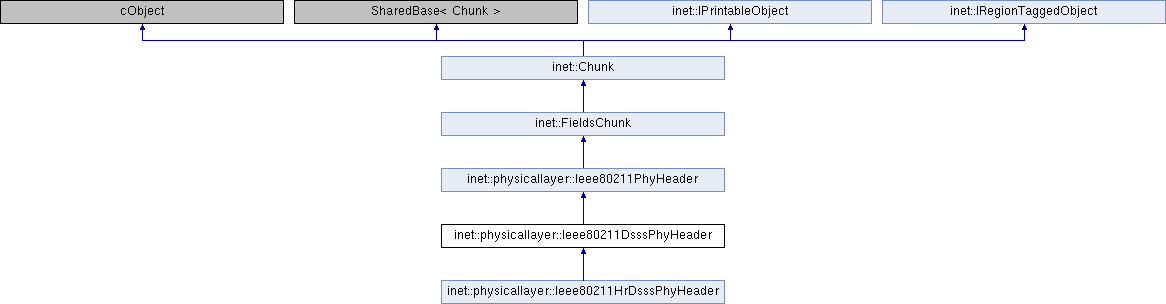 cObject
SharedBase< Chunk >
inet::IPrintableObject
inet::IRegionTaggedObject
inet::Chunk
inet::FieldsChunk
inet::physicallayer::Ieee80211PhyHeader
inet::physicallayer::Ieee80211DsssPhyHeader
inet::physicallayer::Ieee80211HrDsssPhyHeader